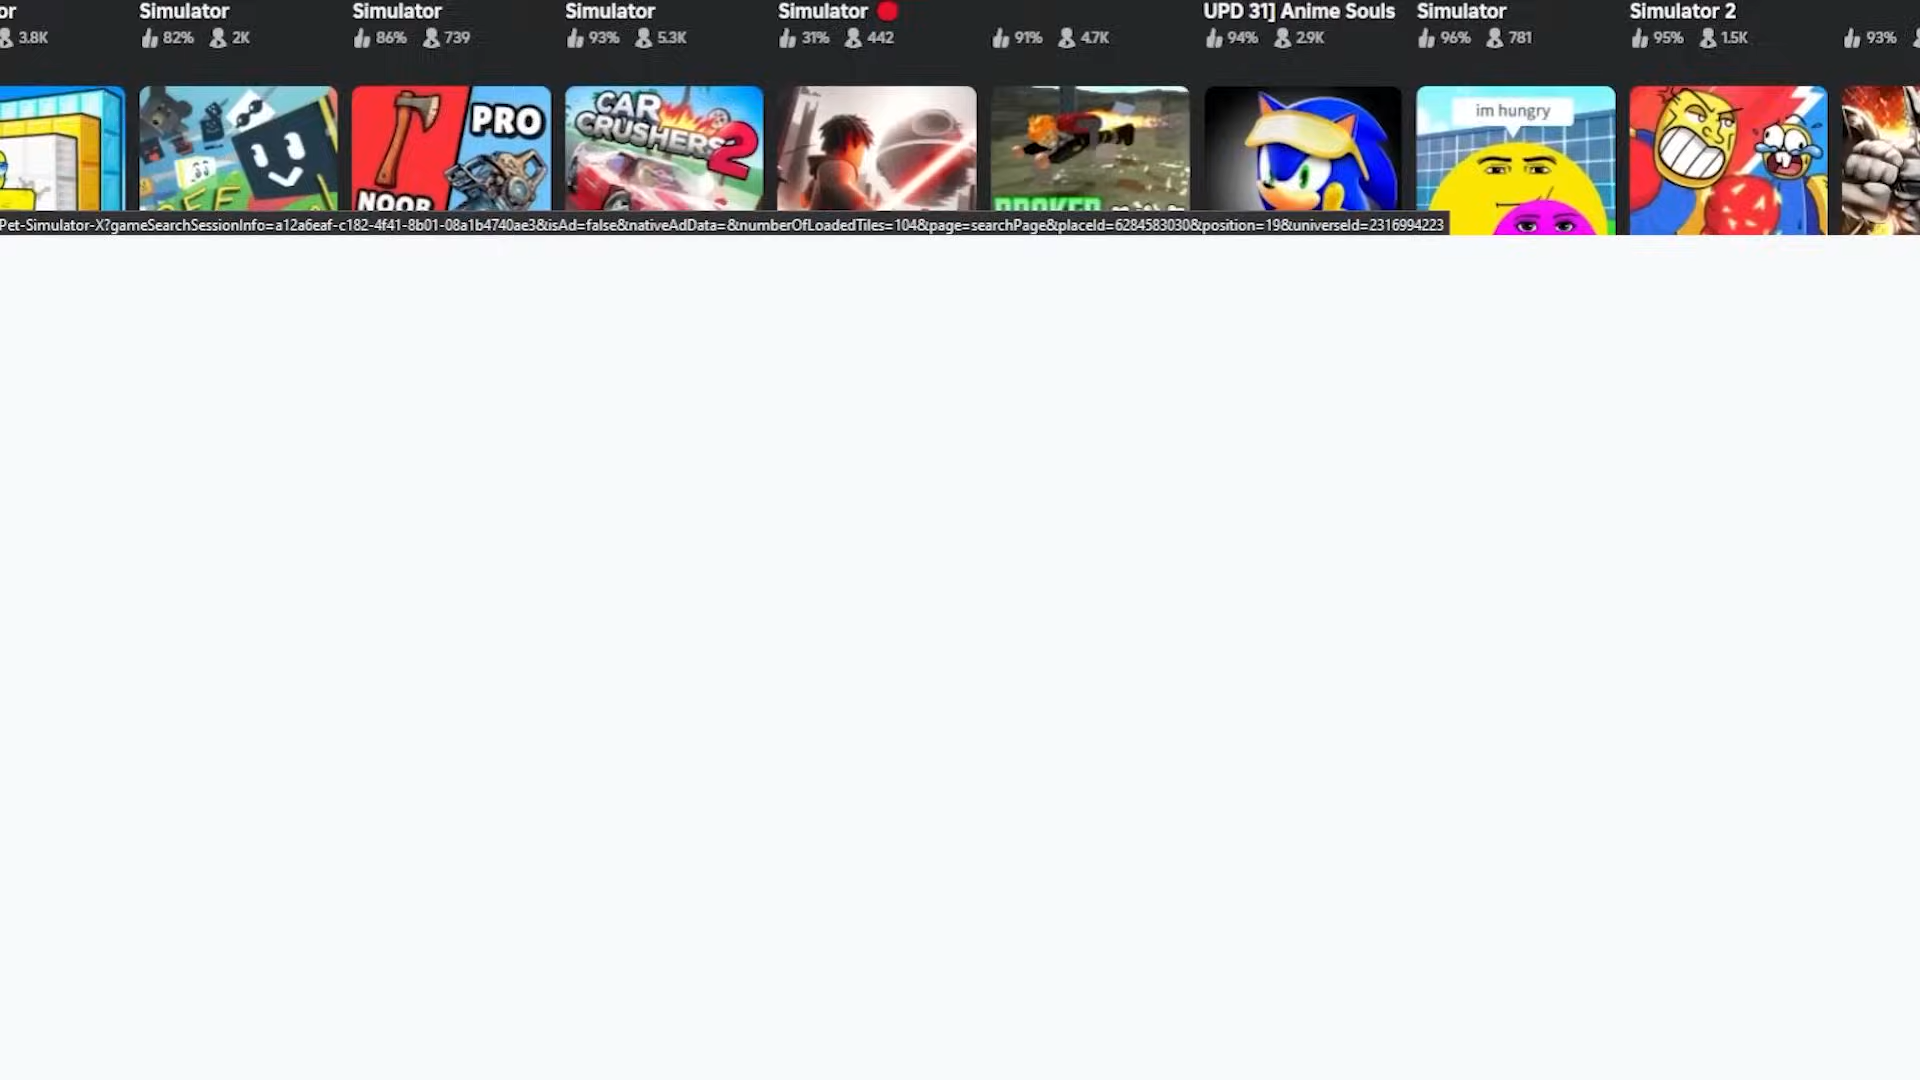 or
Simulator
Simulator
Simulator
Simulator
UPD 31] Anime Souls
Simulator
Simulator 2
3.8K
82% 2K
86% 739
93% 5.3K
31% 442
91% 4.7K
94% 2.9K
96% 781
95% 1.5K
93%
PRO
NOOB
CAR
CRUSHERS
2
BROKEN
im hungry
Pet-Simulator-X?gameSearchSessionInfo=a12a6eaf-c182-4f41-8b01-08a1b4740ae3&isAd=false&nativeAdData=&numberOfLoadedTiles=104&page=searchPage&placeId=6284583030&position=19&universeId=2316994223